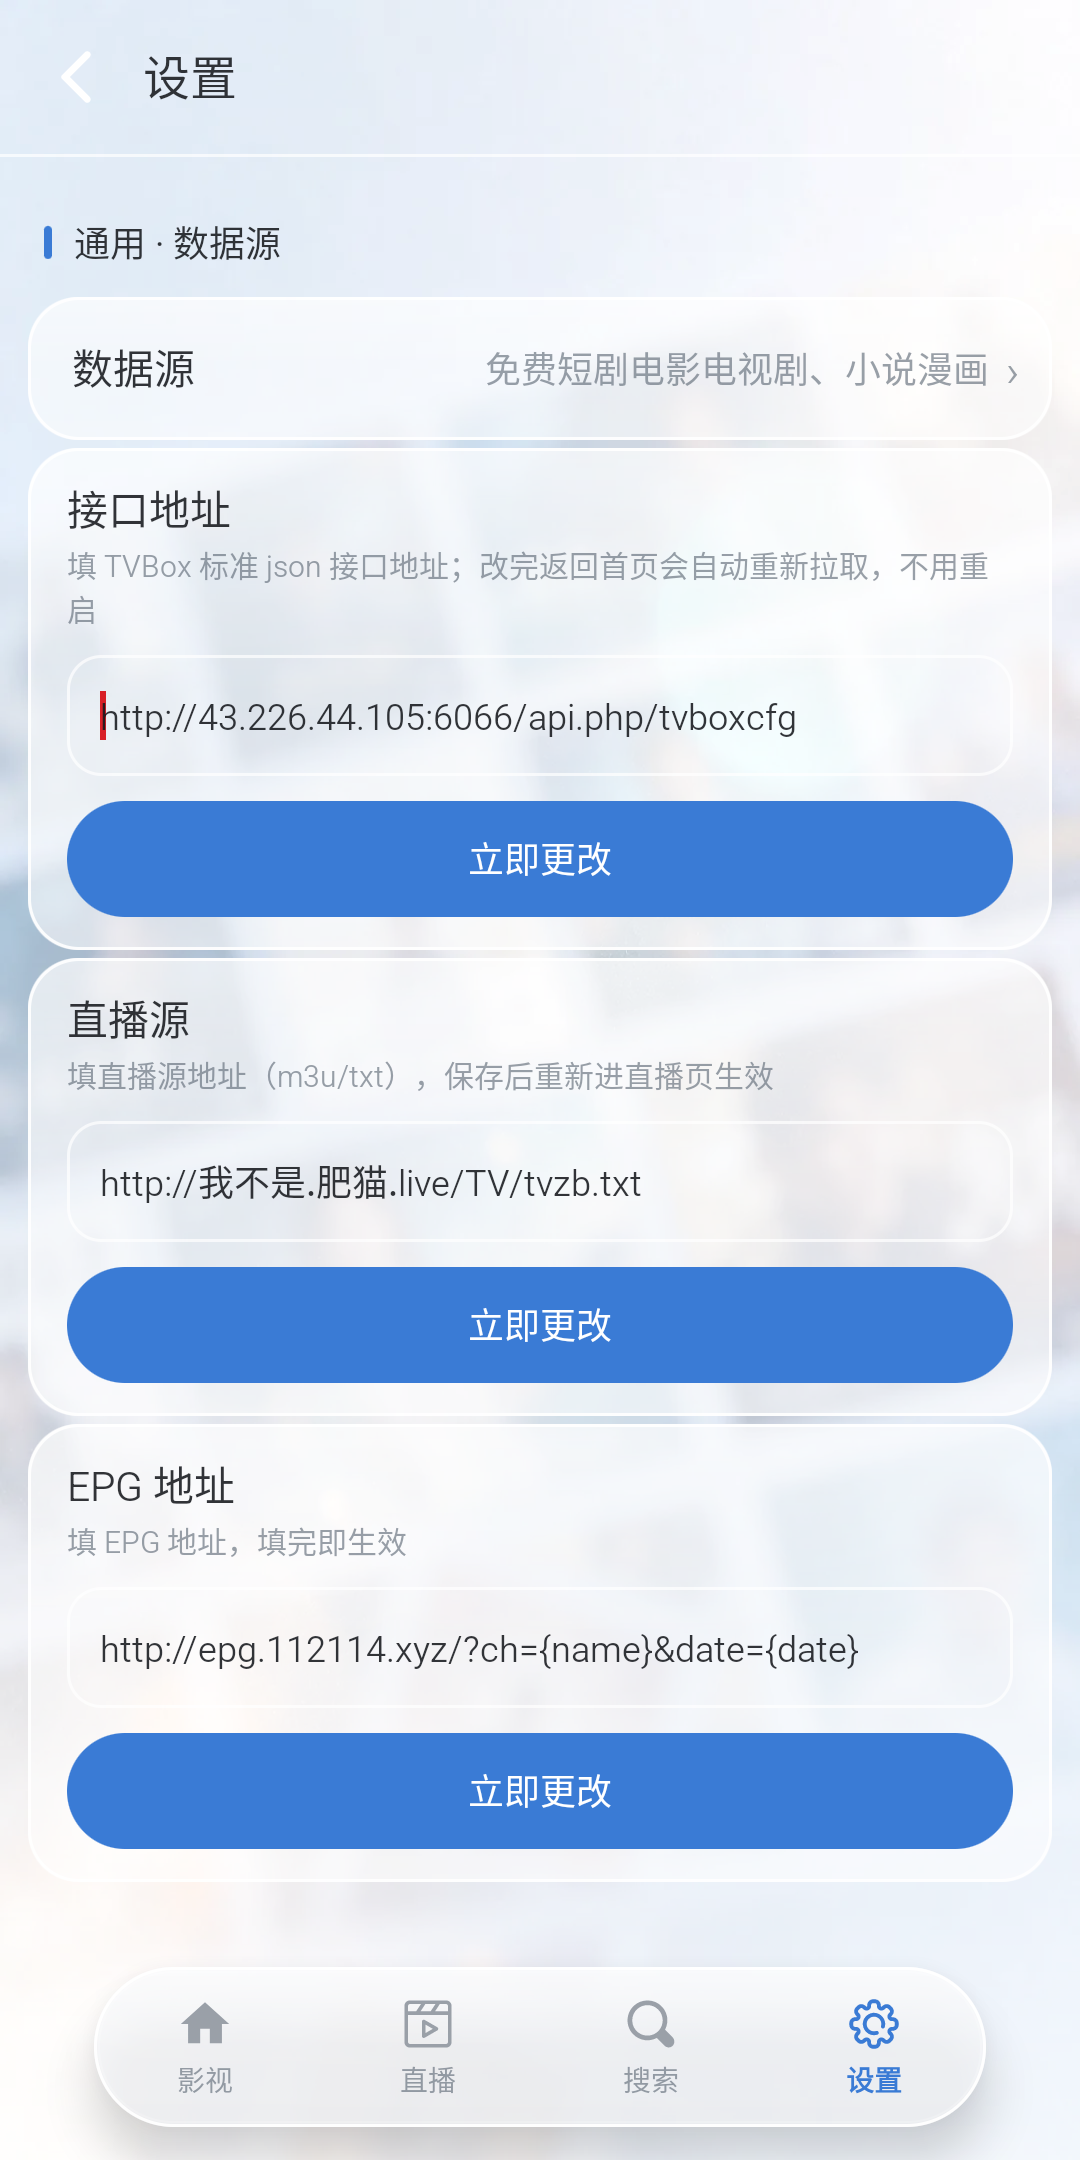 设置
通用 · 数据源
数据源
免费短剧电影电视剧、小说漫画 ›
接口地址
填 TVBox 标准 json 接口地址；改完返回首页会自动重新拉取，不用重
启
http://43.226.44.105:6066/api.php/tvboxcfg
立即更改
直播源
填直播源地址（m3u/txt），保存后重新进直播页生效
http://我不是.肥猫.live/TV/tvzb.txt
立即更改
EPG 地址
填 EPG 地址，填完即生效
http://epg.112114.xyz/?ch={name}&date={date}
立即更改
影视
直播
搜索
设置